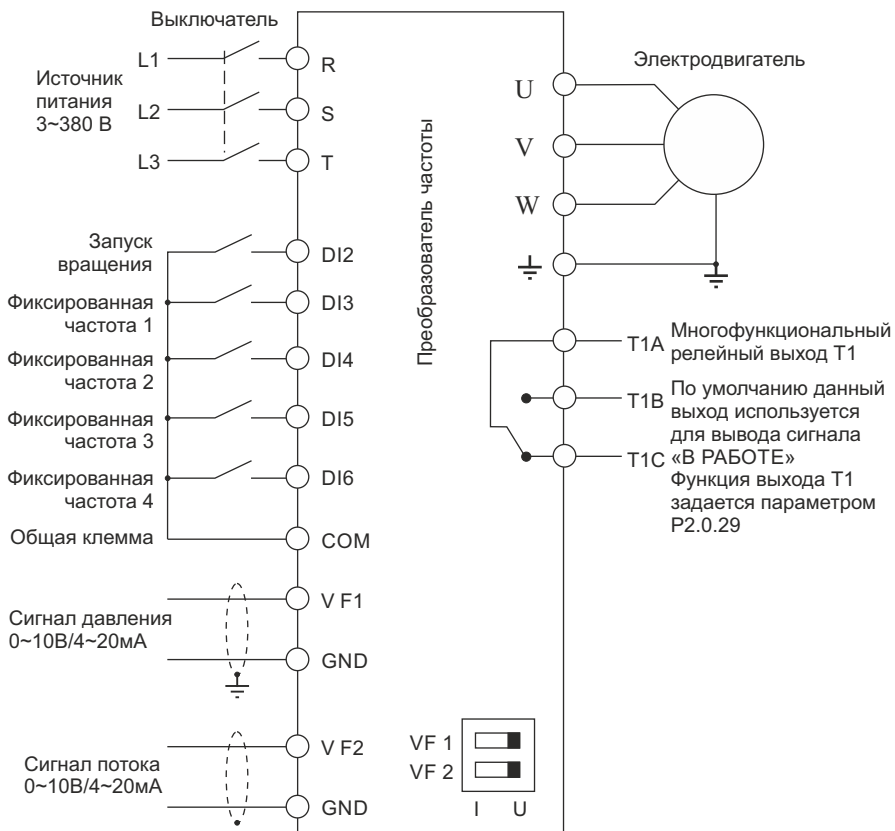 Выключатель
L1
R
Источник
питания
3~380 В
L2
S
L3
T
Преобразователь частоты
Электродвигатель
U
V
W
Запуск
вращения
DI2
Фиксированная
частота 1
DI3
Фиксированная
частота 2
DI4
Фиксированная
частота 3
DI5
Фиксированная
частота 4
DI6
Общая клемма
COM
T1A
Многофункциональный
релейный выход T1
T1B
По умолчанию данный
выход используется
для вывода сигнала
T1C
«В РАБОТЕ»
Функция выхода T1
задается параметром
P2.0.29
Сигнал давления
0~10В/4~20мА
V F1
GND
Сигнал потока
0~10В/4~20мА
V F2
GND
VF 1
VF 2
I U